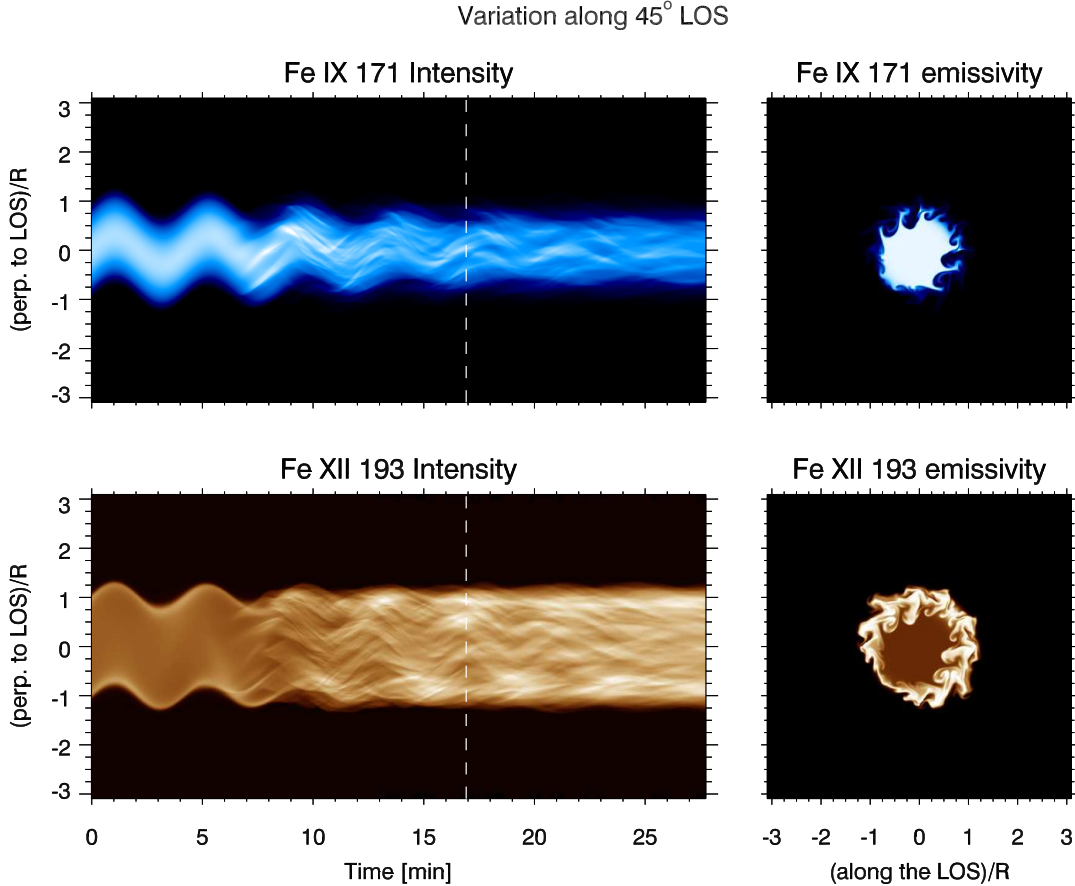 Variation along 45° LOS
Fe IX 171 Intensity
Fe IX 171 emissivity
(perp. to LOS)/R
3
2
1
0
-1
-2
-3
Fe XII 193 Intensity
Fe XII 193 emissivity
(perp. to LOS)/R
3
2
1
0
-1
-2
-3
0 5 10 15 20 25
-3 -2 -1 0 1 2 3
Time [min]
(along the LOS)/R